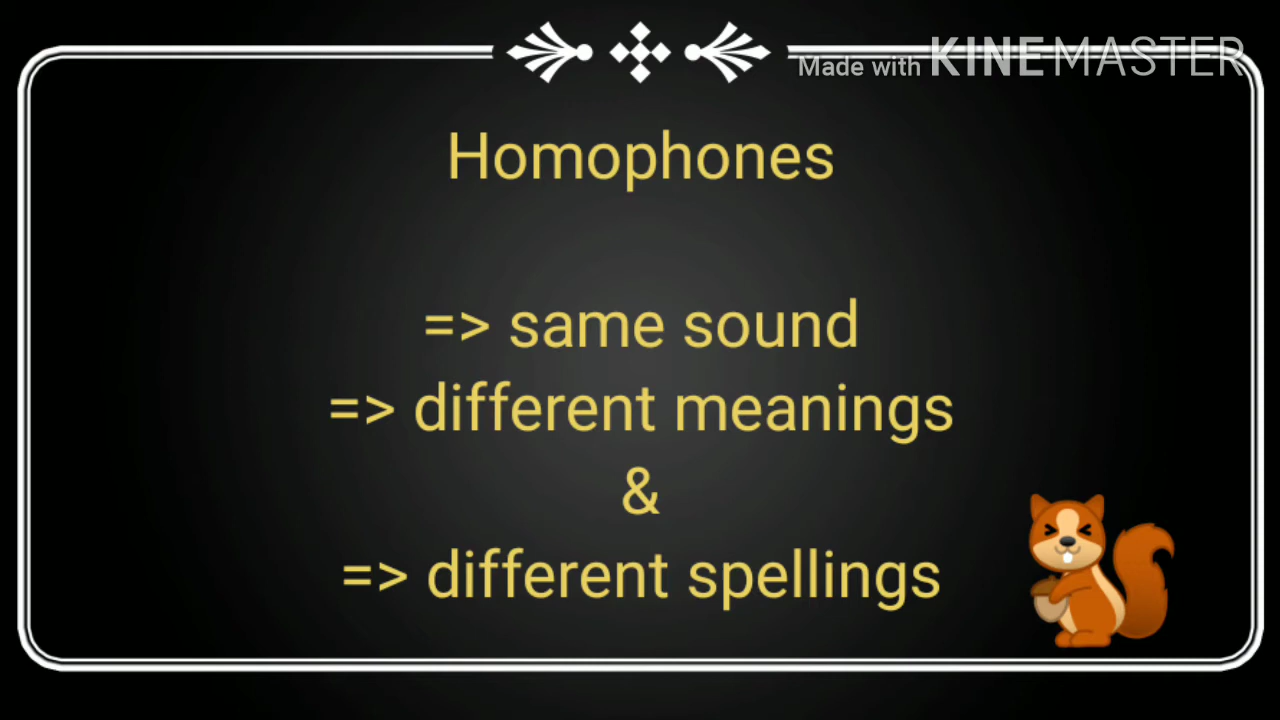 Made with KINEMASTER
Homophones
=> same sound
=> different meanings
&
=> different spellings